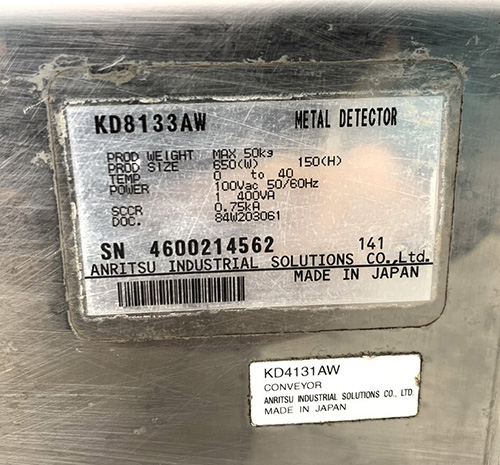 KD8133AW METAL DETECTOR
PROD WEIGHT MAX 50kg
PROD SIZE 650(W) 150(H)
TEMP 0 to 40
POWER 100Vac 50/60Hz
1 400VA
SCCR 0.75kA
DOC. 84W203061
SN 4600214562 141
ANRITSU INDUSTRIAL SOLUTIONS CO.,Ltd.
MADE IN JAPAN
KD4131AW
CONVEYOR
ANRITSU INDUSTRIAL SOLUTIONS CO., LTD.
MADE IN JAPAN